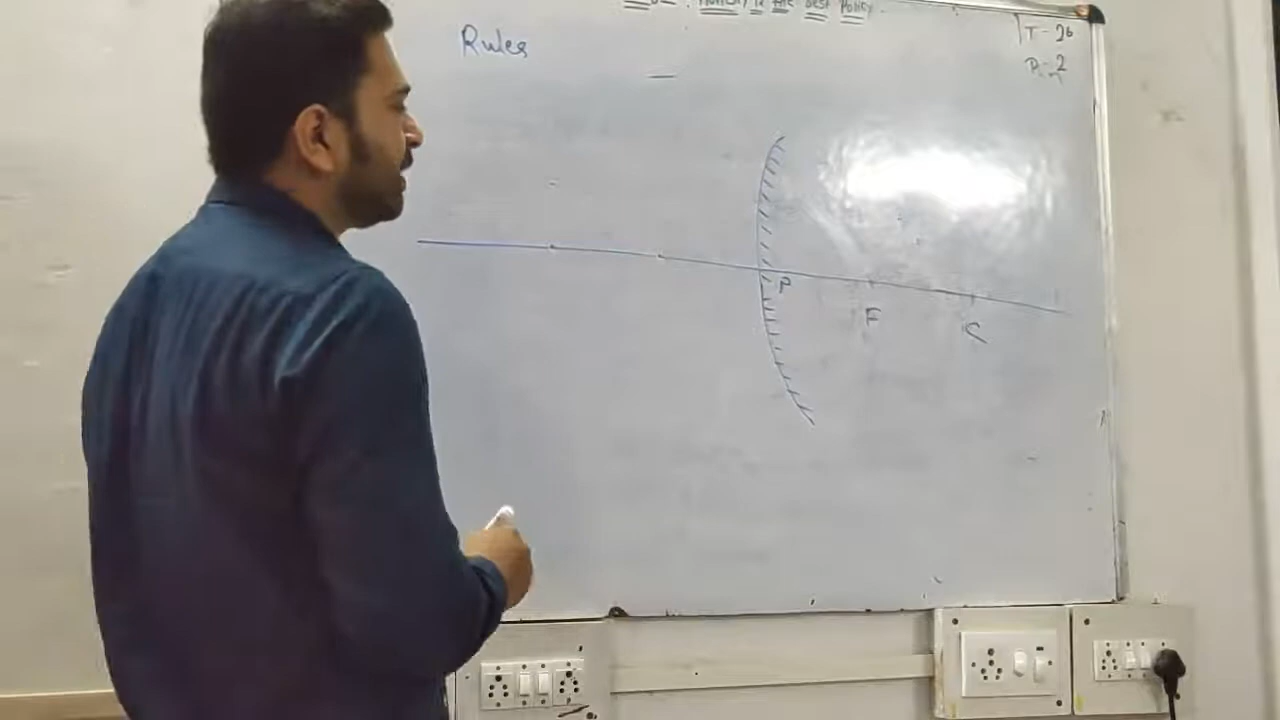 Honesty is the best Policy.
T - 26
P - 2
Rules
P
F
C